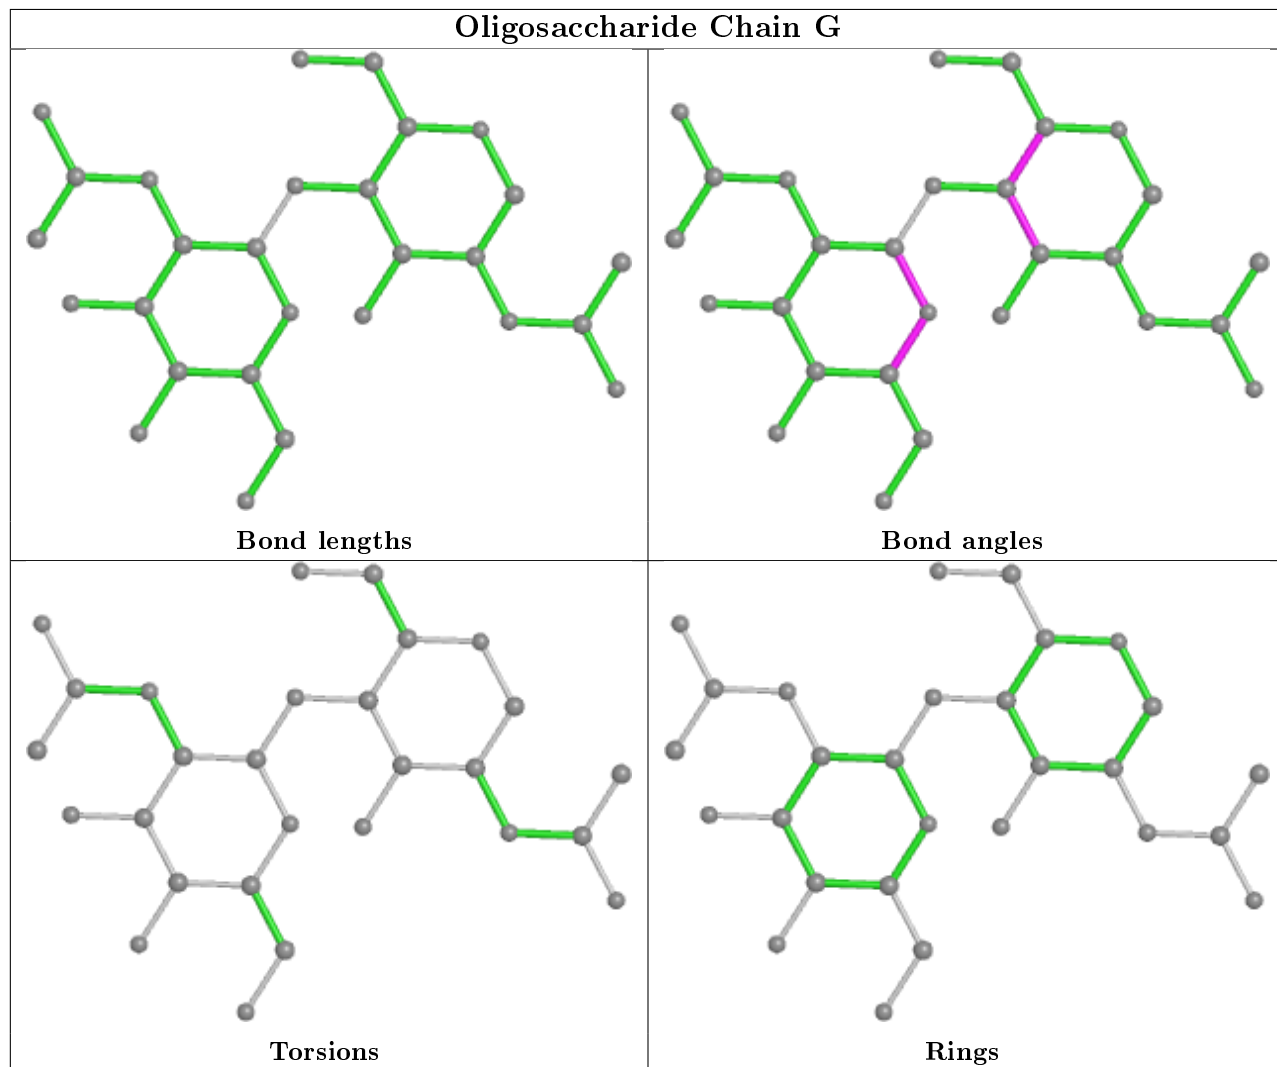 Oligosaccharide Chain G
Bond lengths
Bond angles
Torsions
Rings